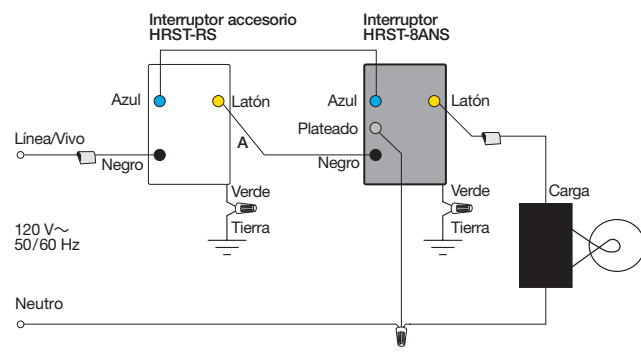 Interruptor accesorio
HRST-RS
Interruptor
HRST-8ANS
Azul
Latón
Azul
Latón
Plateado
Línea/Vivo
A
Negro
Negro
Verde
Verde
Carga
Tierra
Tierra
120 V~
50/60 Hz
Neutro